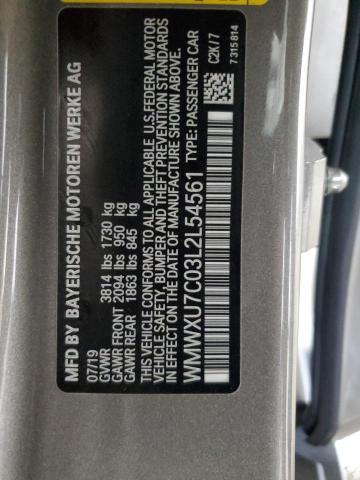 MFD BY BAYERISCHE MOTOREN WERKE AG
07/19
GVWR 3814 lbs 1730 kg
GAWR FRONT 2094 lbs 950 kg
GAWR REAR 1863 lbs 845 kg
THIS VEHICLE CONFORMS TO ALL APPLICABLE U.S.FEDERAL MOTOR
VEHICLE SAFETY, BUMPER AND THEFT PREVENTION
STANDARDS IN EFFECT ON THE DATE OF MANUFACTURE SHOWN ABOVE.
WMWXU7C03L2L54561 TYPE: PASSENGER CAR
C2X/7
7315814